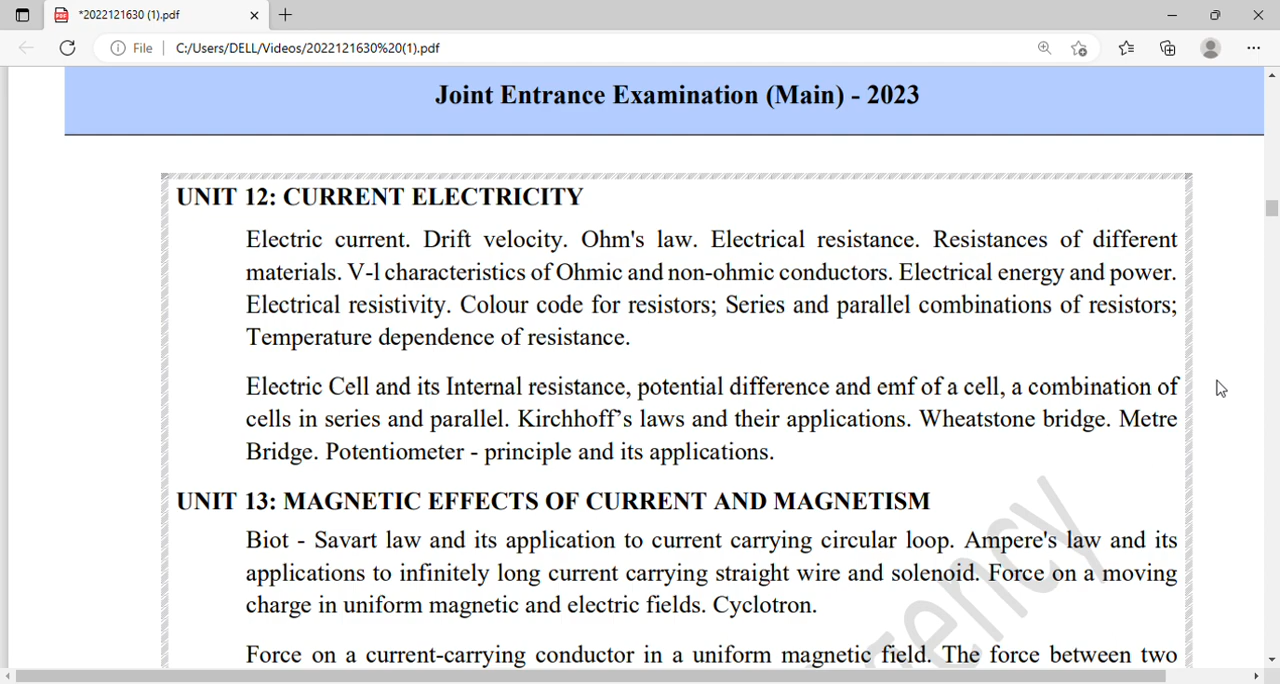 *2022121630 (1).pdf
File
C:/Users/DELL/Videos/2022121630%20(1).pdf
Joint Entrance Examination (Main) - 2023
UNIT 12: CURRENT ELECTRICITY
Electric current. Drift velocity. Ohm's law. Electrical resistance. Resistances of different
materials. V-l characteristics of Ohmic and non-ohmic conductors. Electrical energy and power.
Electrical resistivity. Colour code for resistors; Series and parallel combinations of resistors;
Temperature dependence of resistance.
Electric Cell and its Internal resistance, potential difference and emf of a cell, a combination of
cells in series and parallel. Kirchhoff’s laws and their applications. Wheatstone bridge. Metre
Bridge. Potentiometer - principle and its applications.
UNIT 13: MAGNETIC EFFECTS OF CURRENT AND MAGNETISM
Biot - Savart law and its application to current carrying circular loop. Ampere's law and its
applications to infinitely long current carrying straight wire and solenoid. Force on a moving
charge in uniform magnetic and electric fields. Cyclotron.
Force on a current-carrying conductor in a uniform magnetic field. The force between two